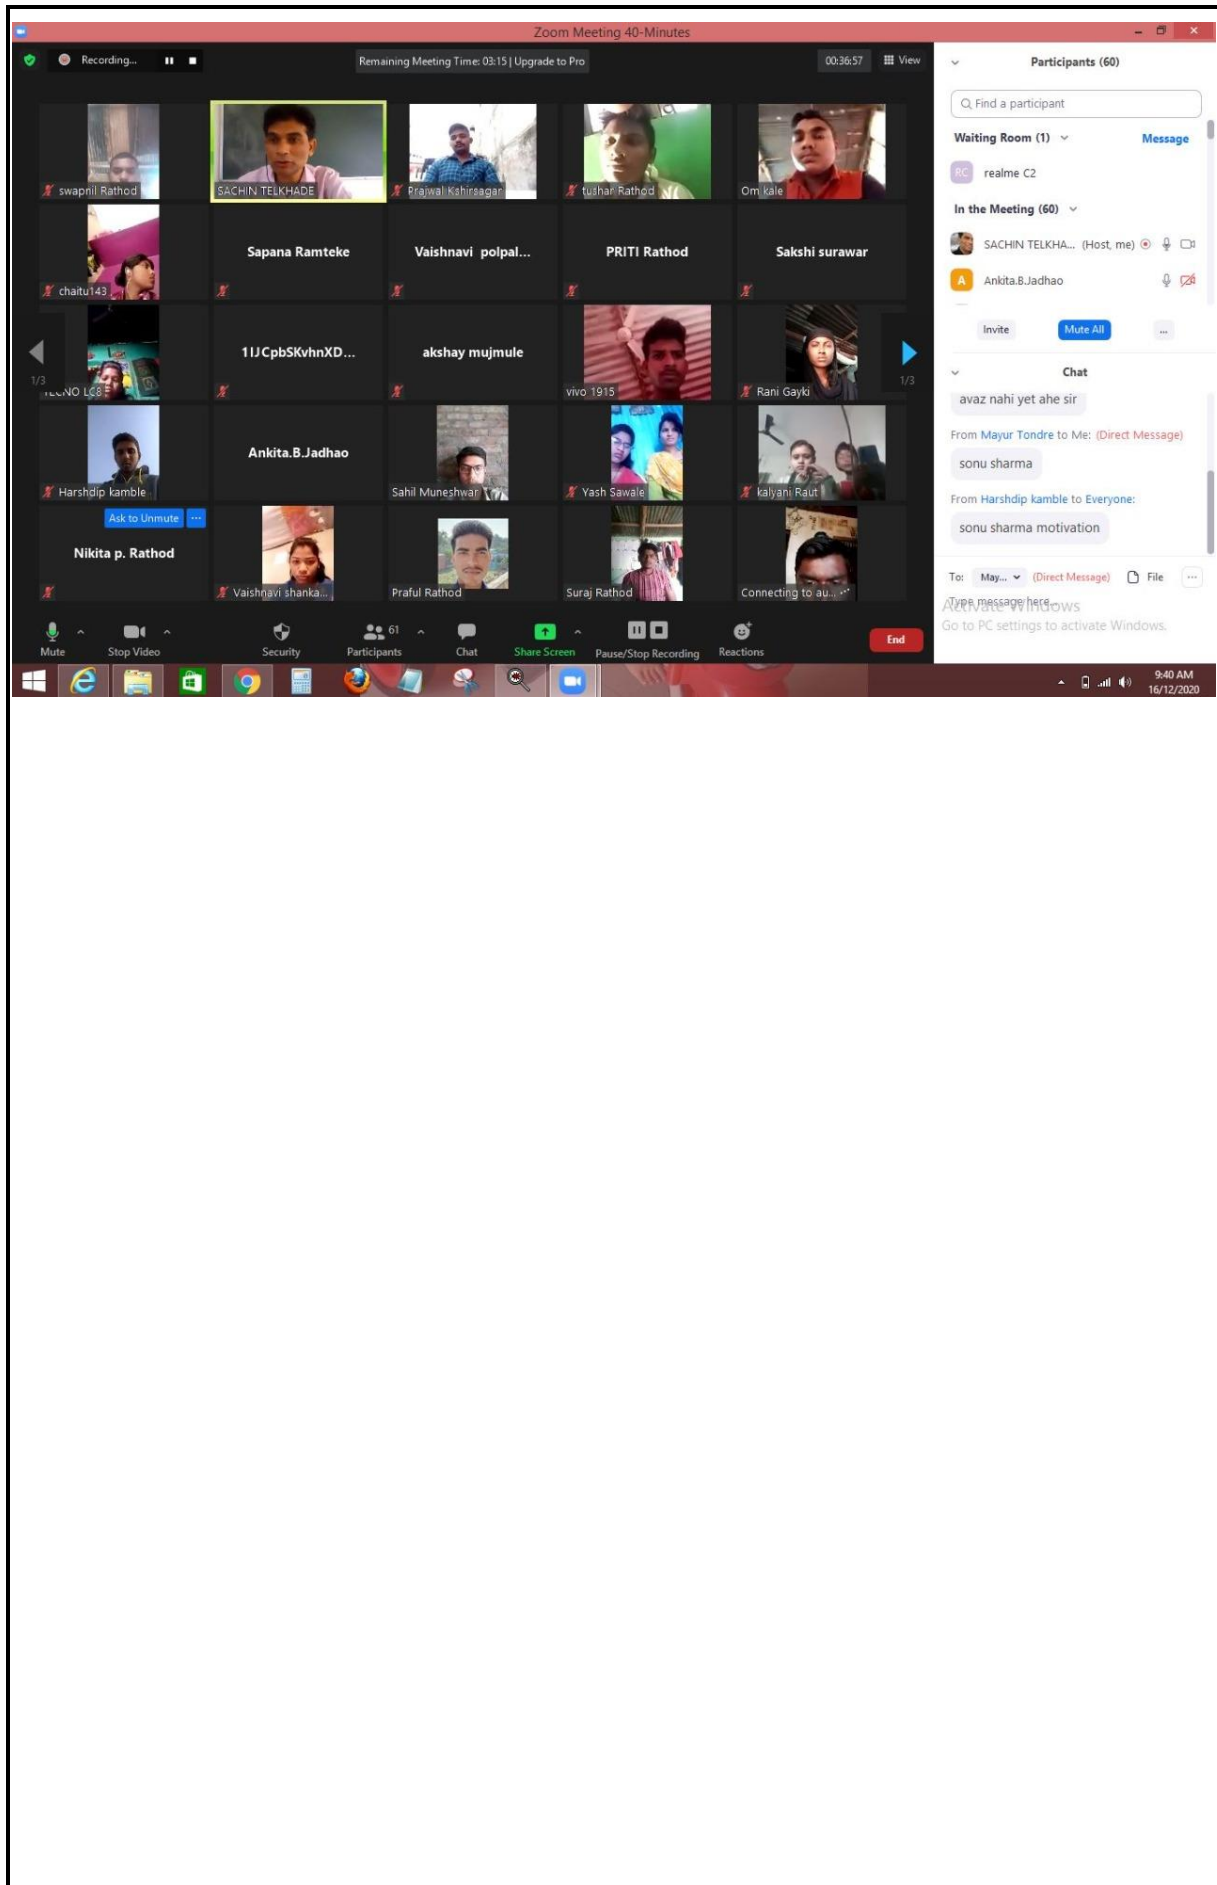 Zoom Meeting 40-Minutes
Recording...
Remaining Meeting Time: 03:15 | Upgrade to Pro
00:36:57
View
swapnil Rathod
SACHIN TELKHADE
Prajwal Kshirsagar
tushar Rathod
Om kale
chaitu143
Sapana Ramteke
Vaishnavi polpal...
PRITI Rathod
Sakshi surawar
1/3
TECNO LC8
11JCpbSKvhnXD...
akshay mujmule
vivo 1915
Rani Gayki
1/3
Harshdip kamble
Ankita.B.Jadhao
Sahil Muneshwar
Yash Sawale
kalyani Raut
Ask to Unmute ...
Nikita p. Rathod
Vaishnavi shanka...
Praful Rathod
Suraj Rathod
Connecting to au...
Mute
Stop Video
Security
Participants
61
Chat
Share Screen
Pause/Stop Recording
Reactions
End
Participants (60)
Find a participant
Waiting Room (1)
Message
RC
realme C2
In the Meeting (60)
SACHIN TELKHA... (Host, me)
A
Ankita.B.Jadhao
Invite
Mute All
...
Chat
avaz nahi yet ahe sir
From Mayur Tondre to Me: (Direct Message)
sonu sharma
From Harshdip kamble to Everyone:
sonu sharma motivation
To: May... (Direct Message) File ...
Type message here...
Activate Windows
Go to PC settings to activate Windows.
9:40 AM
16/12/2020